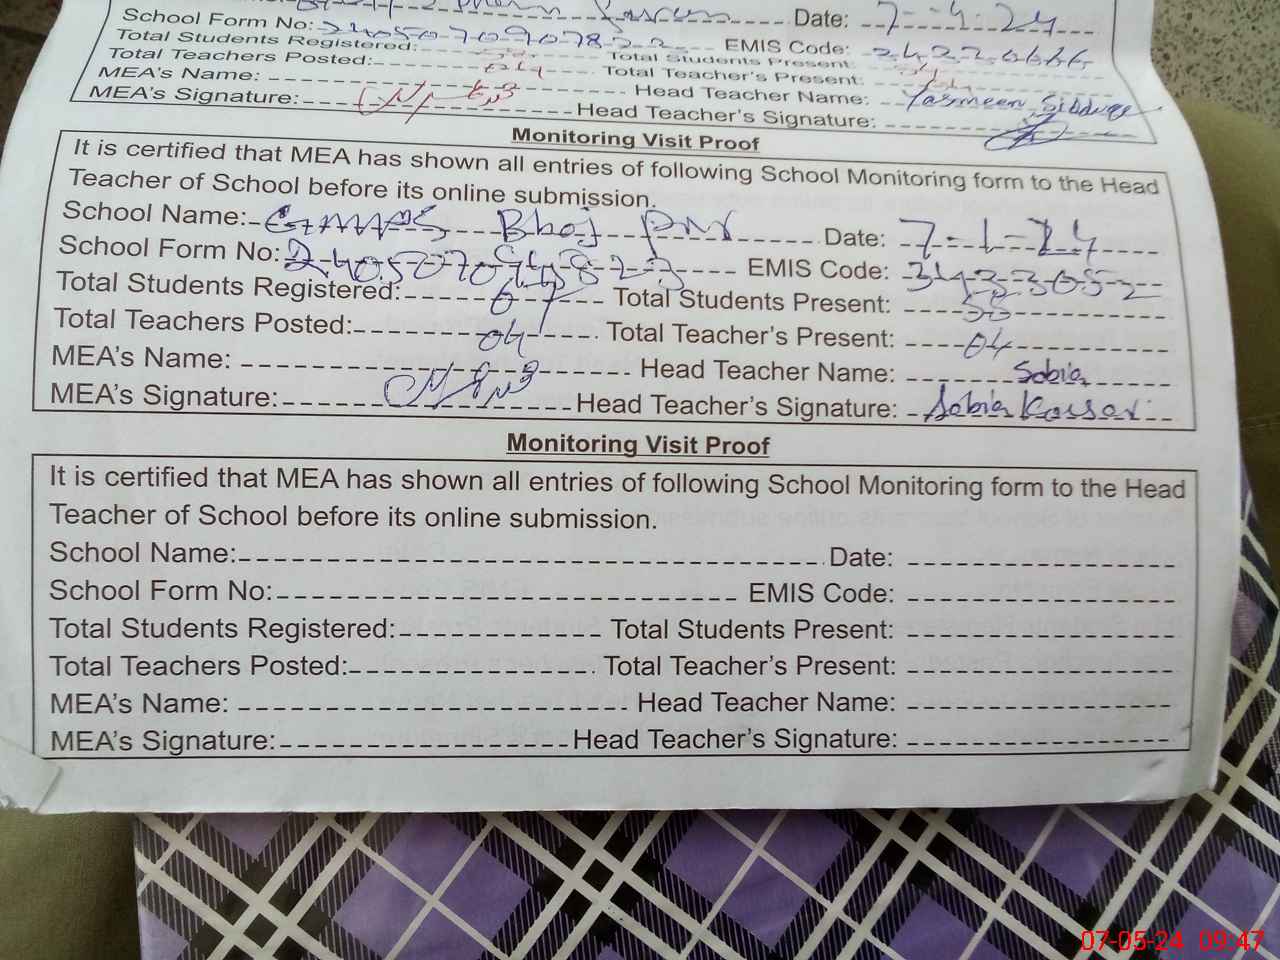 Date: 7-1-24
School Form No: EMIS Code:
Total Students Registered: Total Students Present:
Total Teachers Posted: 04 Total Teacher's Present: 04
MEA's Name: Head Teacher Name: Yasmeen
MEA's Signature: Head Teacher's Signature:
Monitoring Visit Proof
It is certified that MEA has shown all entries of following School Monitoring form to the Head
Teacher of School before its online submission.
School Name: GMMPS Bhoj pur Date: 7-1-24
School Form No: EMIS Code:
Total Students Registered: 67 Total Students Present: 58
Total Teachers Posted: 04 Total Teacher's Present: 04
MEA's Name: Head Teacher Name: Sobia
MEA's Signature: Head Teacher's Signature: Sobia Kausar
Monitoring Visit Proof
It is certified that MEA has shown all entries of following School Monitoring form to the Head
Teacher of School before its online submission.
School Name: Date:
School Form No: EMIS Code:
Total Students Registered: Total Students Present:
Total Teachers Posted: Total Teacher's Present:
MEA's Name: Head Teacher Name:
MEA's Signature: Head Teacher's Signature:
07-05-24 09:47